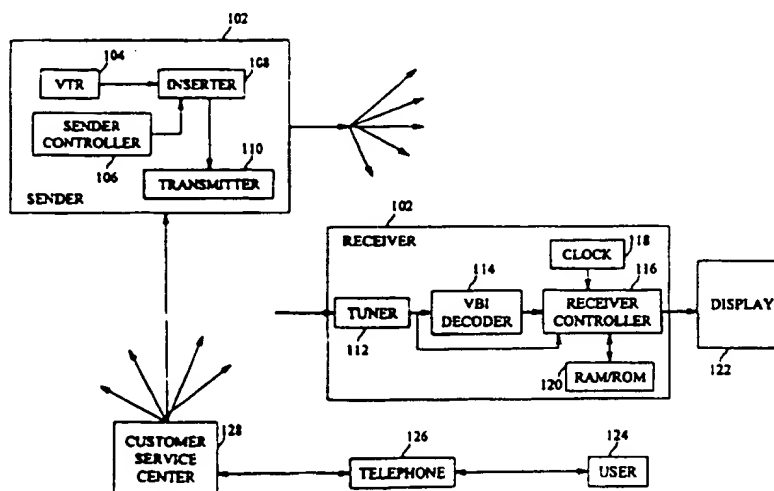 102
104
108
VTR
INSERTER
SENDER
CONTROLLER
106
110
TRANSMITTER
SENDER
102
RECEIVER
118
CLOCK
114
116
VBI
DECODER
TUNER
112
RECEIVER
CONTROLLER
DISPLAY
120
RAM/ROM
122
128
CUSTOMER
SERVICE
CENTER
126
TELEPHONE
124
USER